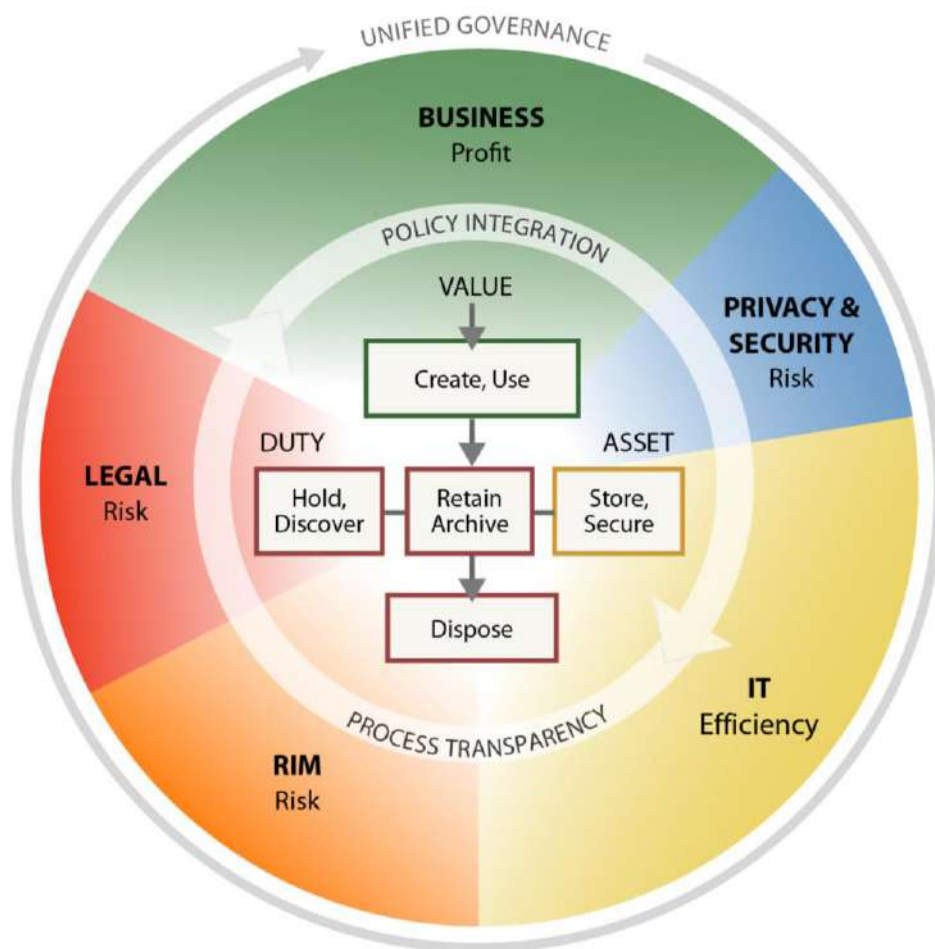 UNIFIED GOVERNANCE
BUSINESS
Profit
POLICY INTEGRATION
VALUE
PRIVACY &
SECURITY
Risk
Create, Use
DUTY
ASSET
LEGAL
Risk
Hold,
Discover
Retain
Archive
Store,
Secure
Dispose
IT
Efficiency
PROCESS TRANSPARENCY
RIM
Risk